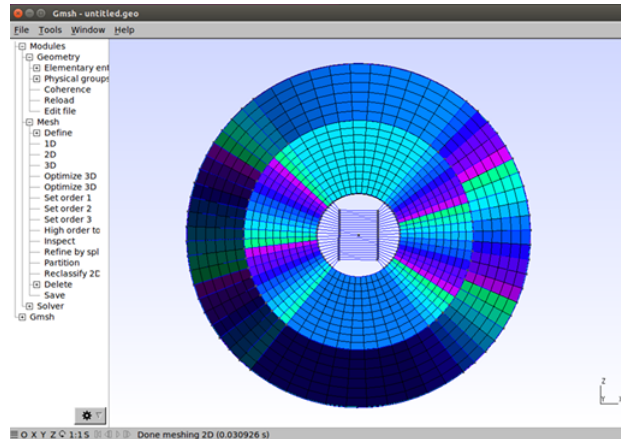 Gmsh - untitled.geo
File Tools Window Help
Modules
Geometry
Elementary ent
Physical groups
Coherence
Reload
Edit file
Mesh
Define
1D
2D
3D
Optimize 3D
Optimize 3D
Set order 1
Set order 2
Set order 3
High order to
Inspect
Refine by spl
Partition
Reclassify 2D
Delete
Save
Solver
Gmsh
Z
Y
O X Y Z 1:15 Done meshing 2D (0.030926 s)